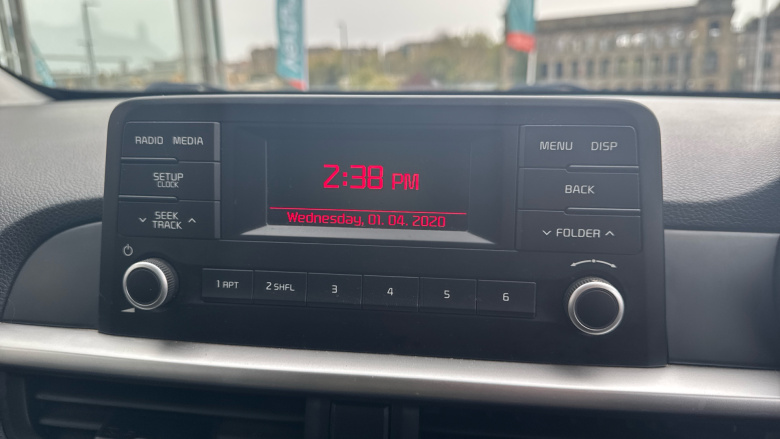 RADIO MEDIA
SETUP
CLOCK
SEEK
TRACK
2:38 PM
Wednesday, 01. 04. 2020
MENU DISP
BACK
FOLDER
1 RPT 2 SHFL 3 4 5 6